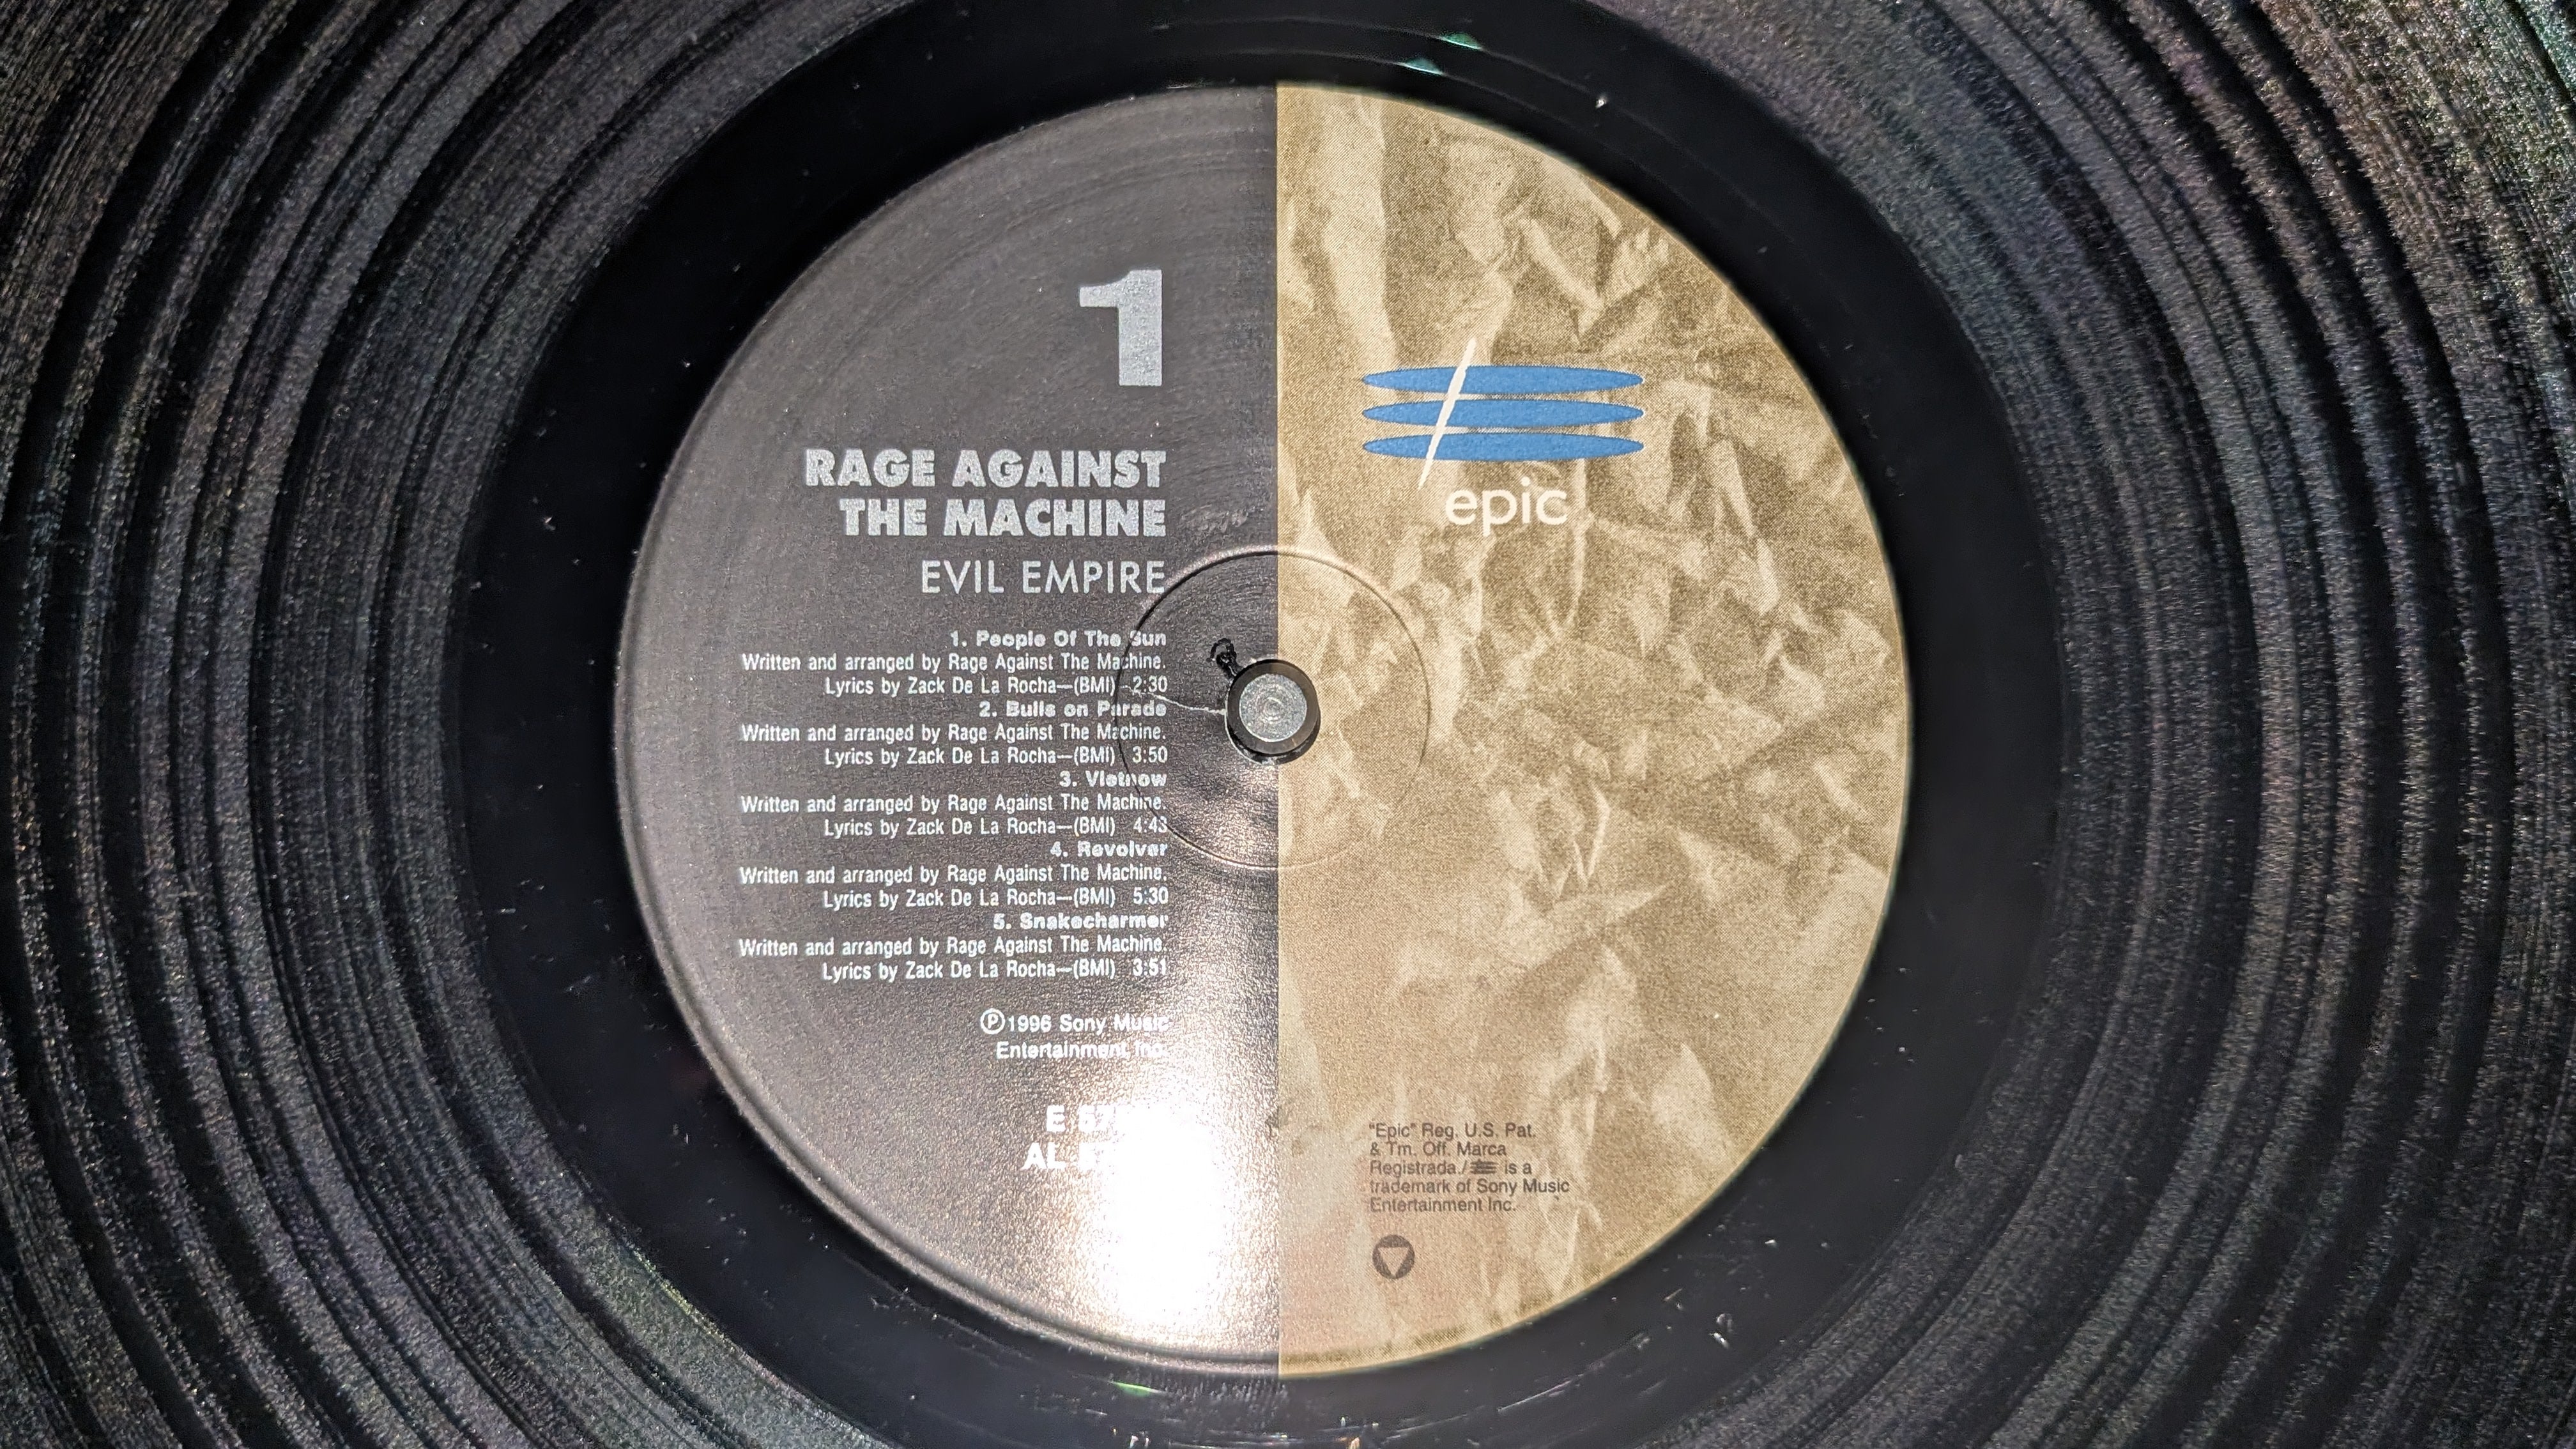 1
RAGE AGAINST
THE MACHINE
EVIL EMPIRE
1. People Of The Sun
Written and arranged by Rage Against The Machine.
Lyrics by Zack De La Rocha—(BMI) 2:30
2. Bulls on Parade
Written and arranged by Rage Against The Machine.
Lyrics by Zack De La Rocha—(BMI) 3:50
3. Vietnow
Written and arranged by Rage Against The Machine.
Lyrics by Zack De La Rocha—(BMI) 4:43
4. Revolver
Written and arranged by Rage Against The Machine.
Lyrics by Zack De La Rocha—(BMI) 5:30
5. Snakecharmer
Written and arranged by Rage Against The Machine.
Lyrics by Zack De La Rocha—(BMI) 3:51
Ⓟ1996 Sony Music
Entertainment Inc.
E
AL
epic
"Epic" Reg. U.S. Pat.
& Tm. Off. Marca
Registrada./ is a
trademark of Sony Music
Entertainment Inc.